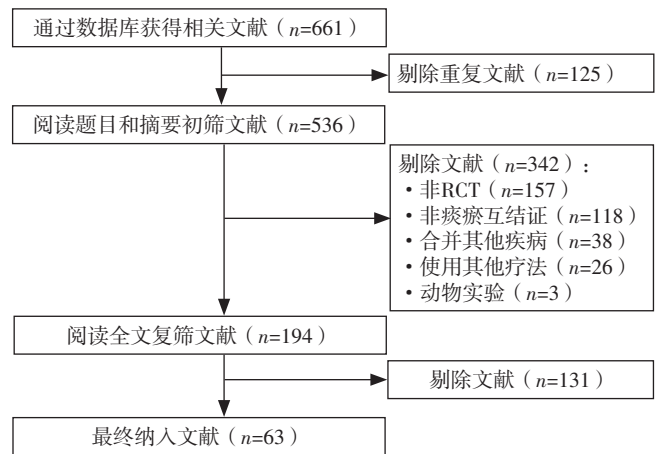 通过数据库获得相关文献（n=661）
剔除重复文献（n=125）
阅读题目和摘要初筛文献（n=536）
剔除文献（n=342）：
·非RCT（n=157）
·非痰瘀互结证（n=118）
·合并其他疾病（n=38）
·使用其他疗法（n=26）
·动物实验（n=3）
阅读全文复筛文献（n=194）
剔除文献（n=131）
最终纳入文献（n=63）